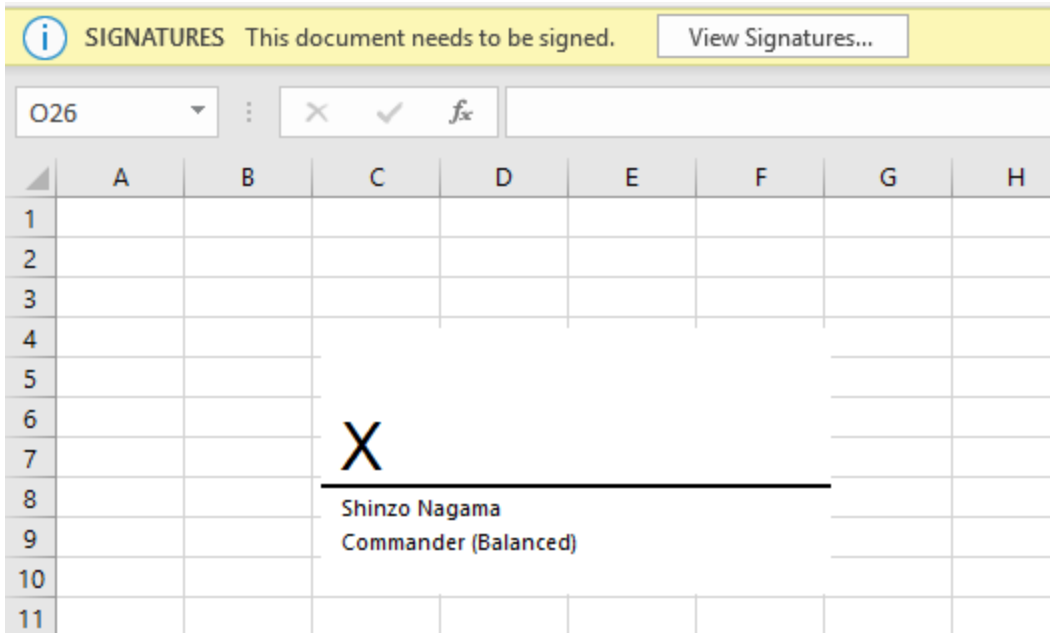 SIGNATURES This document needs to be signed. View Signatures...
O26 fx
A B C D E F G H
1
2
3
4
5
6
7
X
8
Shinzo Nagama
9
Commander (Balanced)
10
11